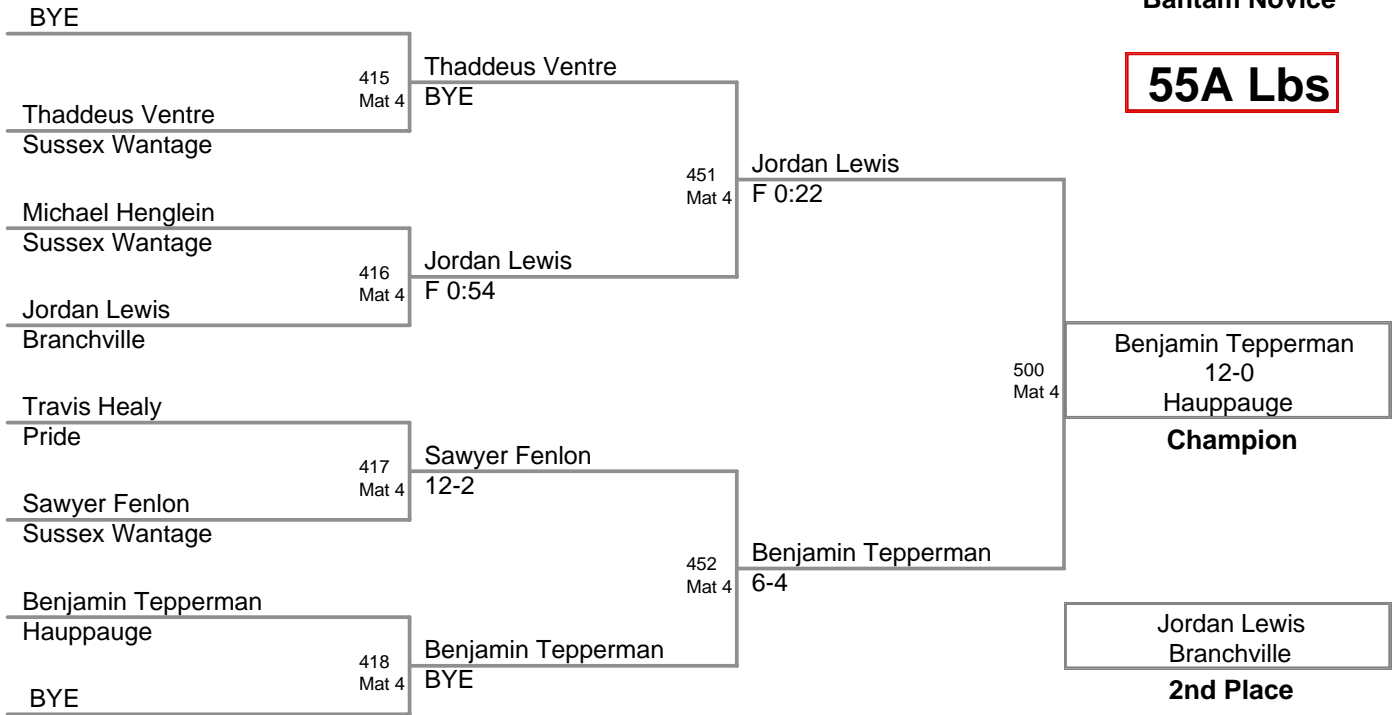 Bantam Novice
55A Lbs
BYE
415
Mat 4
Thaddeus Ventre
Sussex Wantage
Thaddeus Ventre
BYE
Michael Henglein
Sussex Wantage
416
Mat 4
Jordan Lewis
Branchville
Jordan Lewis
F 0:54
451
Mat 4
Jordan Lewis
F 0:22
Travis Healy
Pride
417
Mat 4
Sawyer Fenlon
Sussex Wantage
Sawyer Fenlon
12-2
Benjamin Tepperman
Hauppauge
418
Mat 4
BYE
Benjamin Tepperman
BYE
452
Mat 4
Benjamin Tepperman
6-4
500
Mat 4
Benjamin Tepperman
12-0
Hauppauge
Champion
Jordan Lewis
Branchville
2nd Place